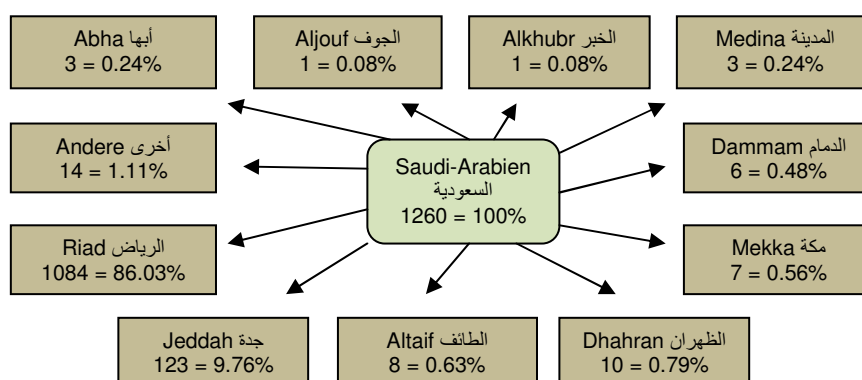 Abha أبها
3 = 0.24%
Aljouf الجوف
1 = 0.08%
Alkhubr الخبر
1 = 0.08%
Medina المدينة
3 = 0.24%
Andere أخرى
14 = 1.11%
Saudi-Arabien
السعودية
1260 = 100%
Dammam الدمام
6 = 0.48%
Riad الرياض
1084 = 86.03%
Mekka مكة
7 = 0.56%
Jeddah جدة
123 = 9.76%
Altaif الطائف
8 = 0.63%
Dhahran الظهران
10 = 0.79%